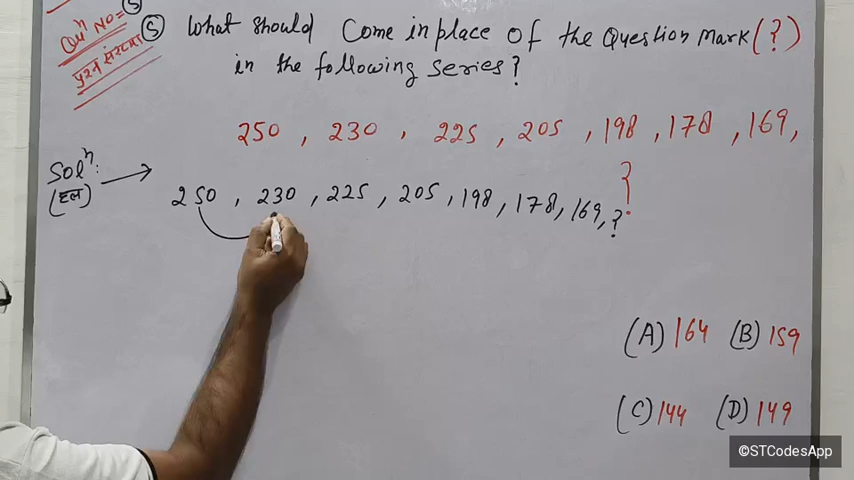 Quⁿ NO= 5
प्रश्न संख्या
(5) What should Come in place of the Question Mark (?)
in the following series?
250, 230, 225, 205, 198, 178, 169,
?
Solⁿ:
(हल)
250, 230, 225, 205, 198, 178, 169, ?
(A) 164 (B) 159
(C) 144 (D) 149
©STCodesApp